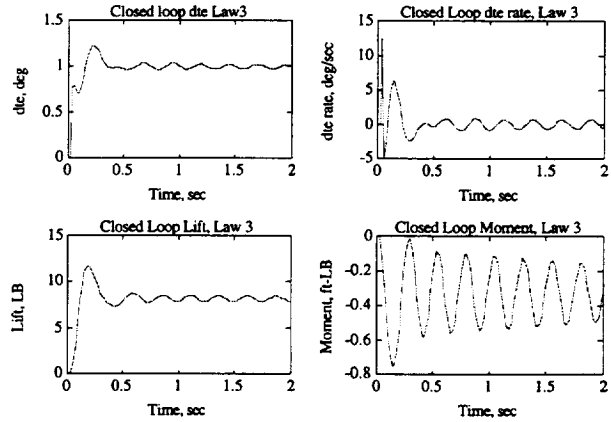 Closed loop dte Law3
dte, deg
1.5
1
0.5
0
0 0.5 1 1.5 2
Time, sec
Closed Loop dte rate, Law 3
dte rate, deg/sec
15
10
5
0
-5
0 0.5 1 1.5 2
Time, sec
Closed Loop Lift, Law 3
Lift, LB
15
10
5
0
0 0.5 1 1.5 2
Time, sec
Closed Loop Moment, Law 3
Moment, ft-LB
0
-0.2
-0.4
-0.6
-0.8
0 0.5 1 1.5 2
Time, sec